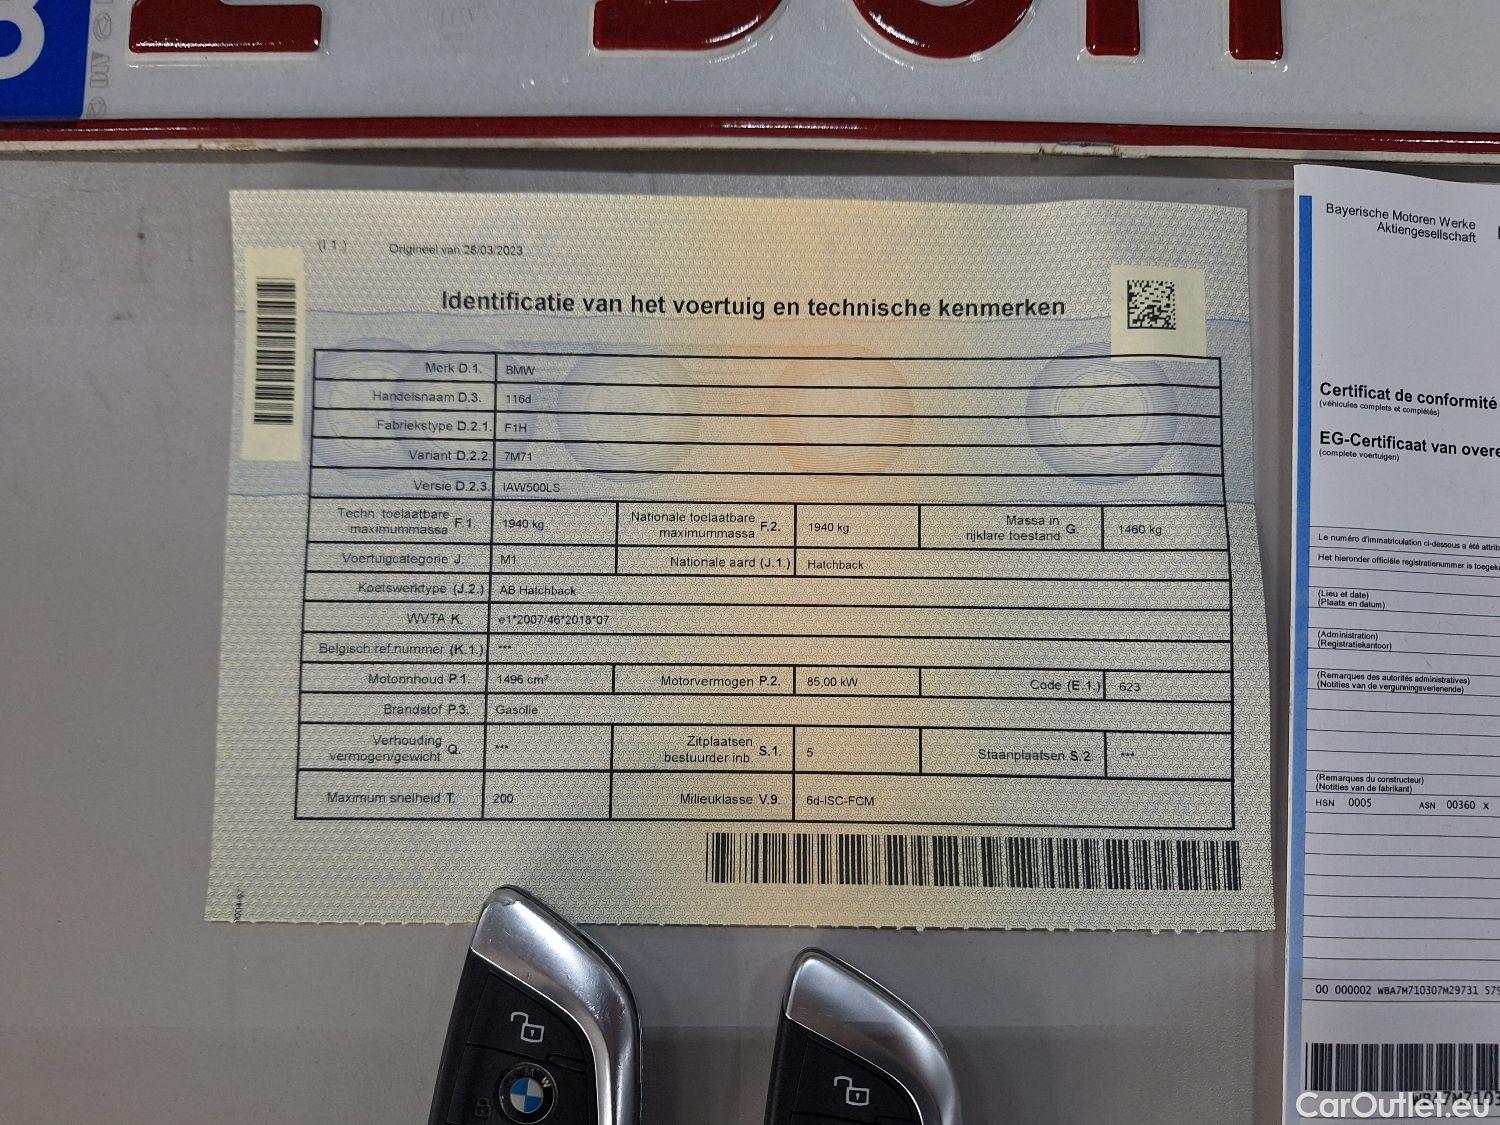 (I.1.) Origineel van 28/03/2023
Identificatie van het voertuig en technische kenmerken
Merk D.1. BMW
Handelsnaam D.3. 116d
Fabriekstype D.2.1. F1H
Variant D.2.2. 7M71
Versie D.2.3. IAW500LS
Techn. toelaatbare maximummassa F.1. 1940 kg Nationale toelaatbare maximummassa F.2. 1940 kg Massa in rijklare toestand G. 1460 kg
Voertuigcategorie J. M1 Nationale aard (J.1.) Hatchback
Koetswerktype (J.2.) AB Hatchback
WVTA K. e1*2007/46*2018*07
Belgisch ref.nummer (K.1.) ***
Motorinhoud P.1. 1496 cm³ Motorvermogen P.2. 85,00 kW Code (E.1.) 623
Brandstof P.3. Gasolie
Verhouding vermogen/gewicht Q. *** Zitplaatsen bestuurder inb. S.1. 5 Staanplaatsen S.2. ***
Maximum snelheid T. 200 Milieuklasse V.9. 6d-ISC-FCM
Bayerische Motoren Werke
Aktiengesellschaft
Certificat de conformité
(véhicules complets et complétés)
EG-Certificaat van overe
(complete voertuigen)
Le numéro d'immatriculation ci-dessous a été attrib
Het hieronder officiële registratienummer is toegeke
(Lieu et date)
(Plaats en datum)
(Administration)
(Registratiekantoor)
(Remarques des autorités administratives)
(Notities van de vergunningsverlenende)
(Remarques du constructeur)
(Notities van de fabrikant)
HSN 0005 ASN 00360 X
00 000002 WBA7M710307M29731 579
BMW
CarOutlet.eu